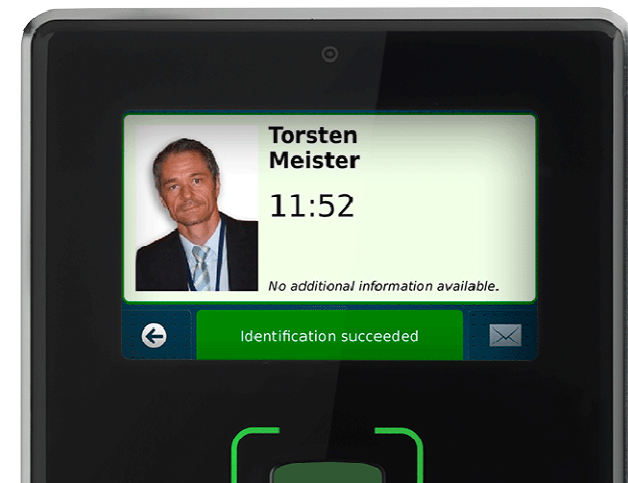 Torsten
Meister
11:52
No additional information available.
Identification succeeded